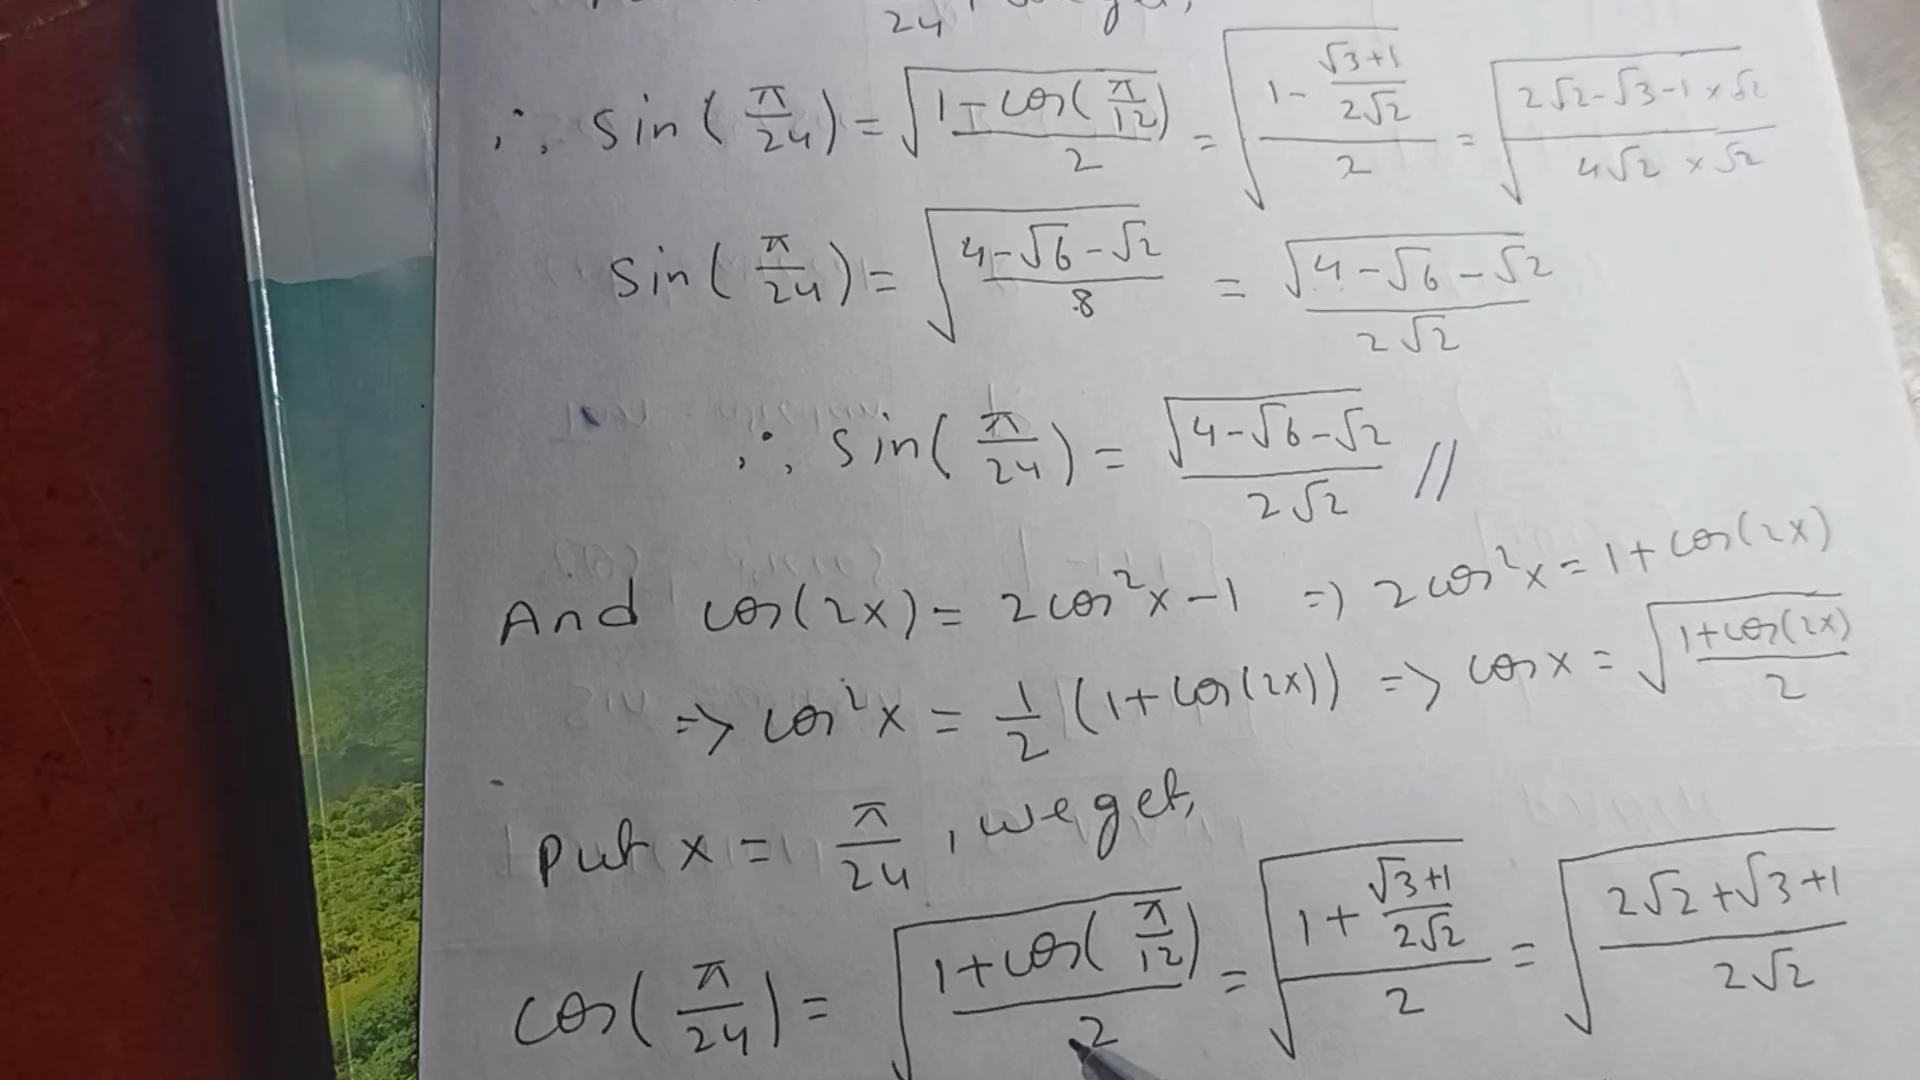 24
∴ sin(π/24) = √((1-cos(π/12))/2) = √((1-(√3+1)/(2√2))/2) = √((2√2-√3-1×√2)/(4√2×√2))
sin(π/24) = √((4-√6-√2)/8) = √(4-√6-√2)/(2√2)
∴ sin(π/24) = √(4-√6-√2)/(2√2) //
And cos(2x) = 2cos²x-1 => 2cos²x = 1+cos(2x)
=> cos²x = 1/2 (1+cos(2x)) => cosx = √((1+cos(2x))/2)
put x = π/24, we get,
cos(π/24) = √((1+cos(π/12))/2) = √((1+(√3+1)/(2√2))/2) = √((2√2+√3+1)/(2√2))